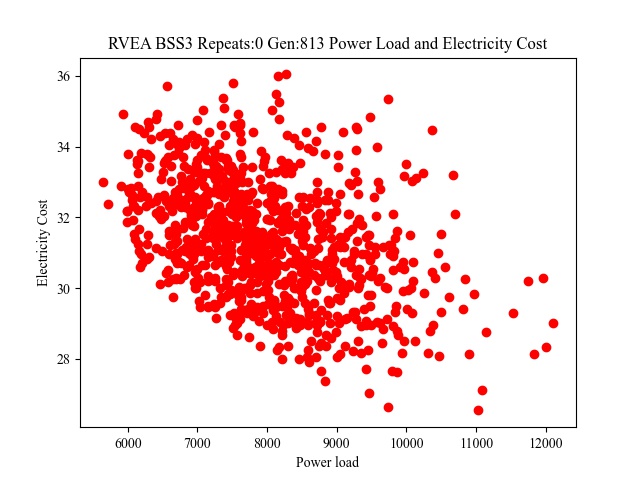 RVEA BSS3 Repeats:0 Gen:813 Power Load and Electricity Cost
36
34
32
30
28
Electricity Cost
6000 7000 8000 9000 10000 11000 12000
Power load